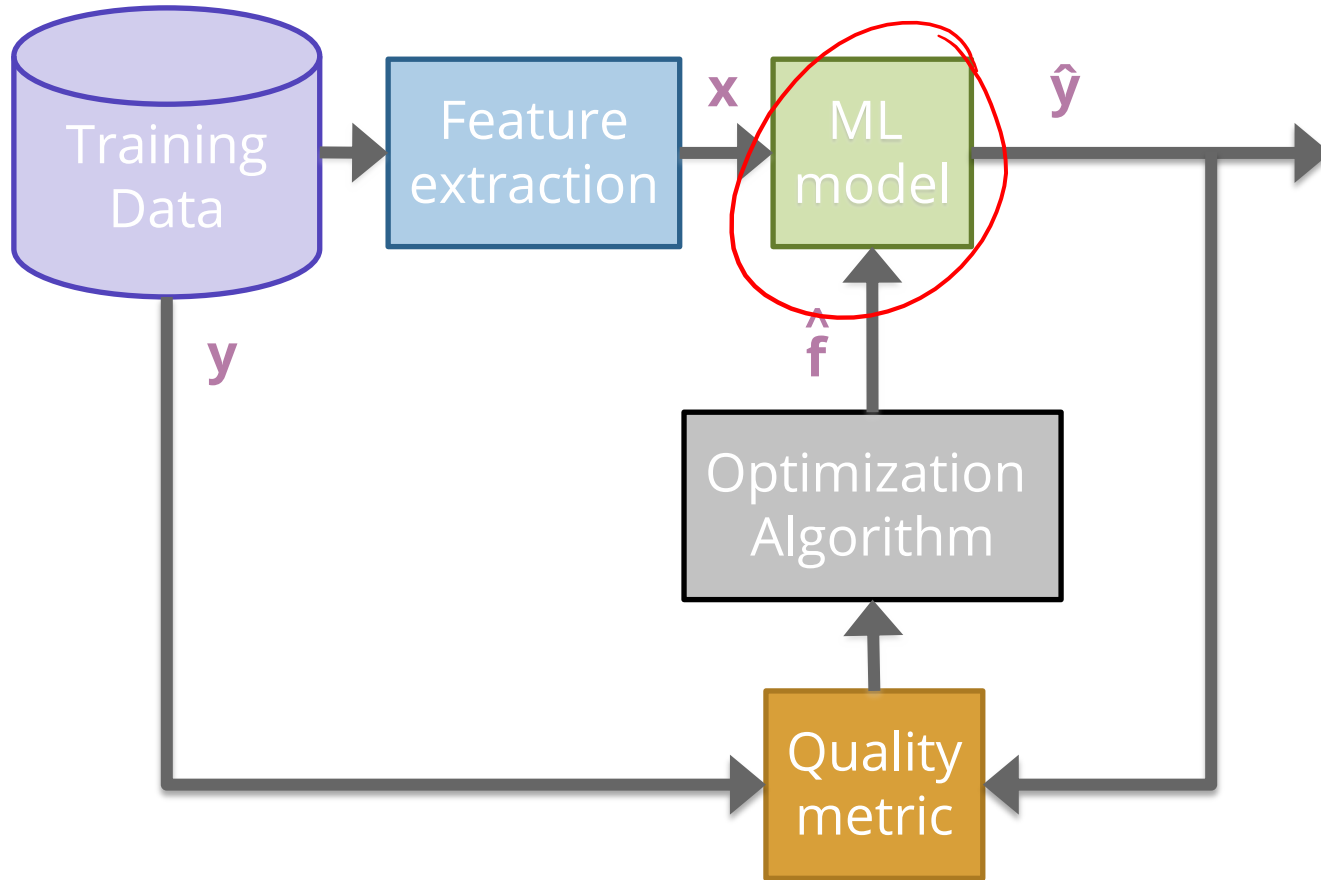 Training
Data
Feature
extraction
x
ML
model
ŷ
y
f̂
Optimization
Algorithm
Quality
metric